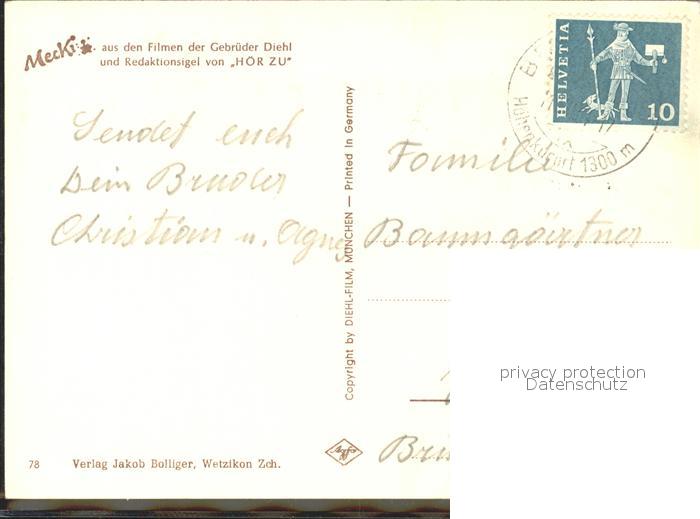 Mecki aus den Filmen der Gebrüder Diehl
und Redaktionsigel von „HÖR ZU"
Sendet euch
Dein Bruder
Christian u. Agnes
78
Verlag Jakob Bolliger, Wetzikon Zch.
Copyright by DIEHL-FILM, MÜNCHEN — Printed in Germany
Agfa
HELVETIA
10
Höhenkurort 1300 m
Familie
Baumgärtner
privacy protection
Datenschutz